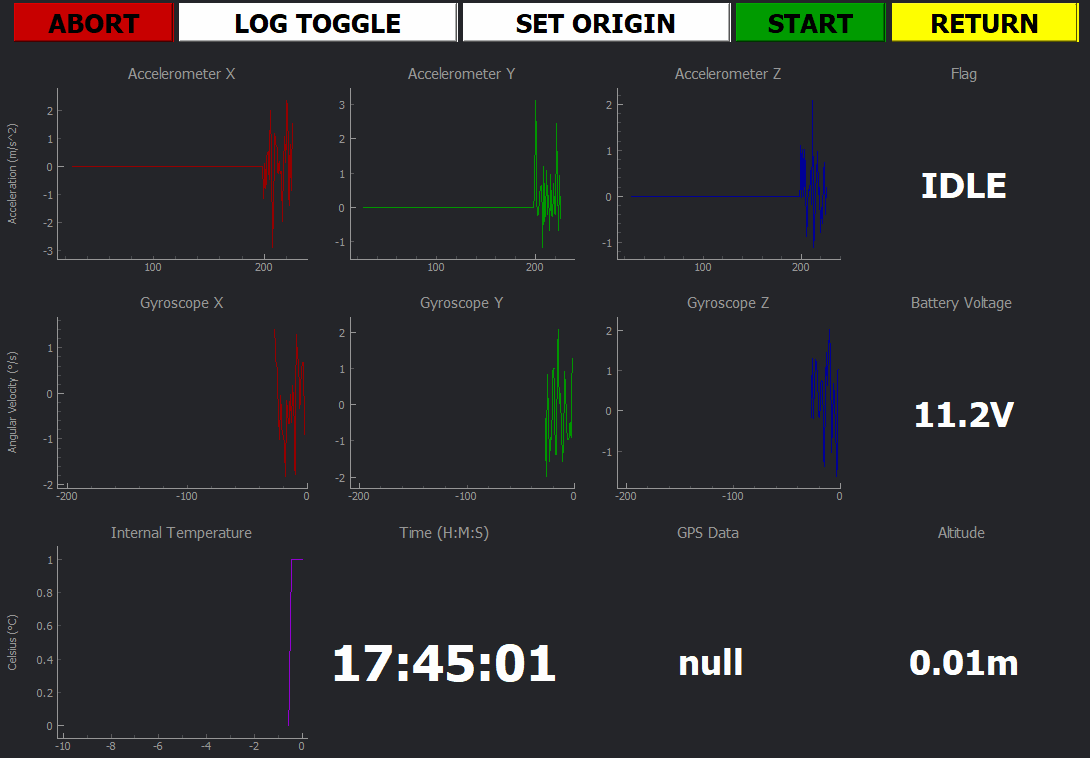 ABORT LOG TOGGLE SET ORIGIN START RETURN
Accelerometer X
Acceleration (m/s^2)
2
1
0
-1
-2
-3
100 200
Accelerometer Y
3
2
1
0
-1
100 200
Accelerometer Z
2
1
0
-1
100 200
Flag
IDLE
Gyroscope X
Angular Velocity (°/s)
1
0
-1
-2
-200 -100 0
Gyroscope Y
2
1
0
-1
-2
-200 -100 0
Gyroscope Z
2
1
0
-1
-200 -100 0
Battery Voltage
11.2V
Internal Temperature
Celsius (°C)
1
0.8
0.6
0.4
0.2
0
-10 -8 -6 -4 -2 0
Time (H:M:S)
17:45:01
GPS Data
null
Altitude
0.01m